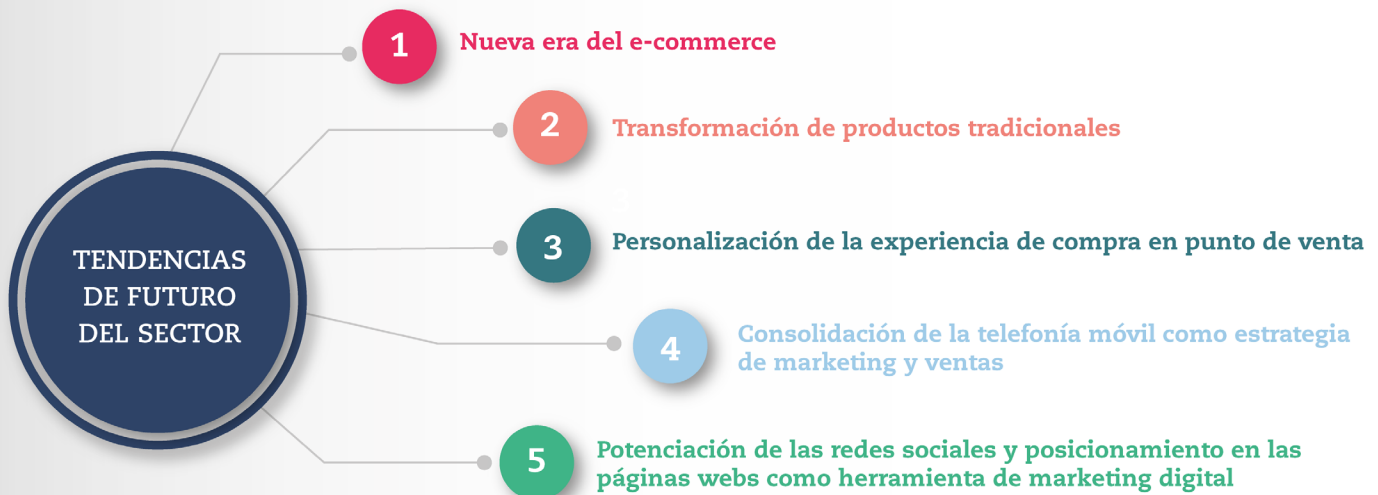 TENDENCIAS
DE FUTURO
DEL SECTOR
1
Nueva era del e-commerce
2
Transformación de productos tradicionales
3
3
Personalización de la experiencia de compra en punto de venta
4
Consolidación de la telefonía móvil como estrategia
de marketing y ventas
5
Potenciación de las redes sociales y posicionamiento en las
páginas webs como herramienta de marketing digital